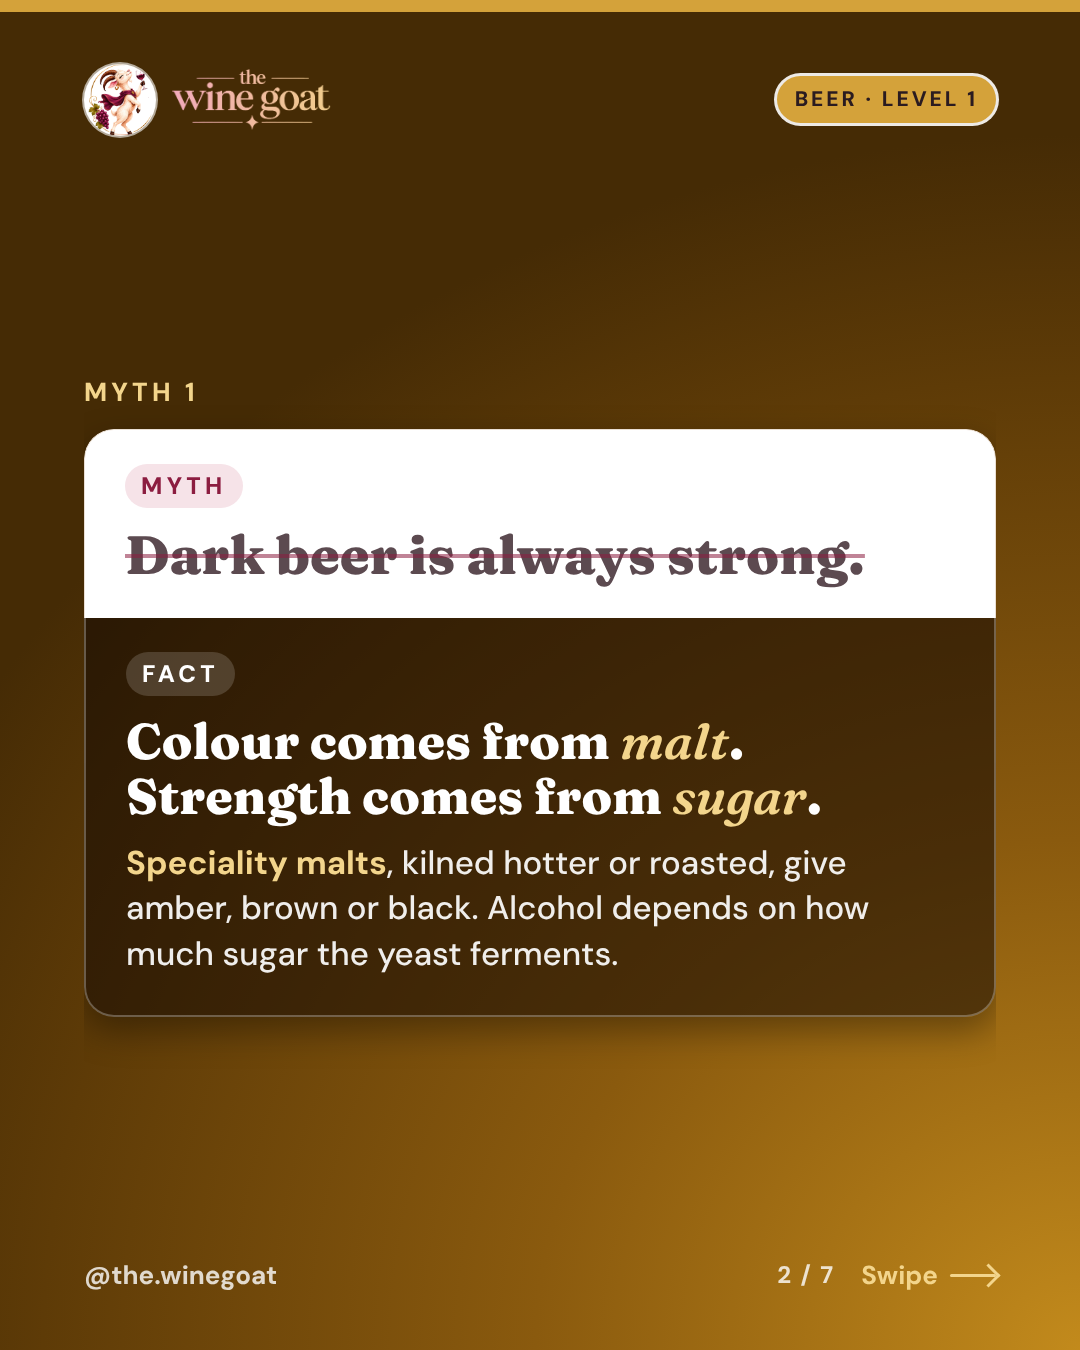 the
wine goat
BEER · LEVEL 1
MYTH 1
MYTH
Dark beer is always strong.
FACT
Colour comes from malt.
Strength comes from sugar.
Speciality malts, kilned hotter or roasted, give
amber, brown or black. Alcohol depends on how
much sugar the yeast ferments.
@the.winegoat
2 / 7
Swipe